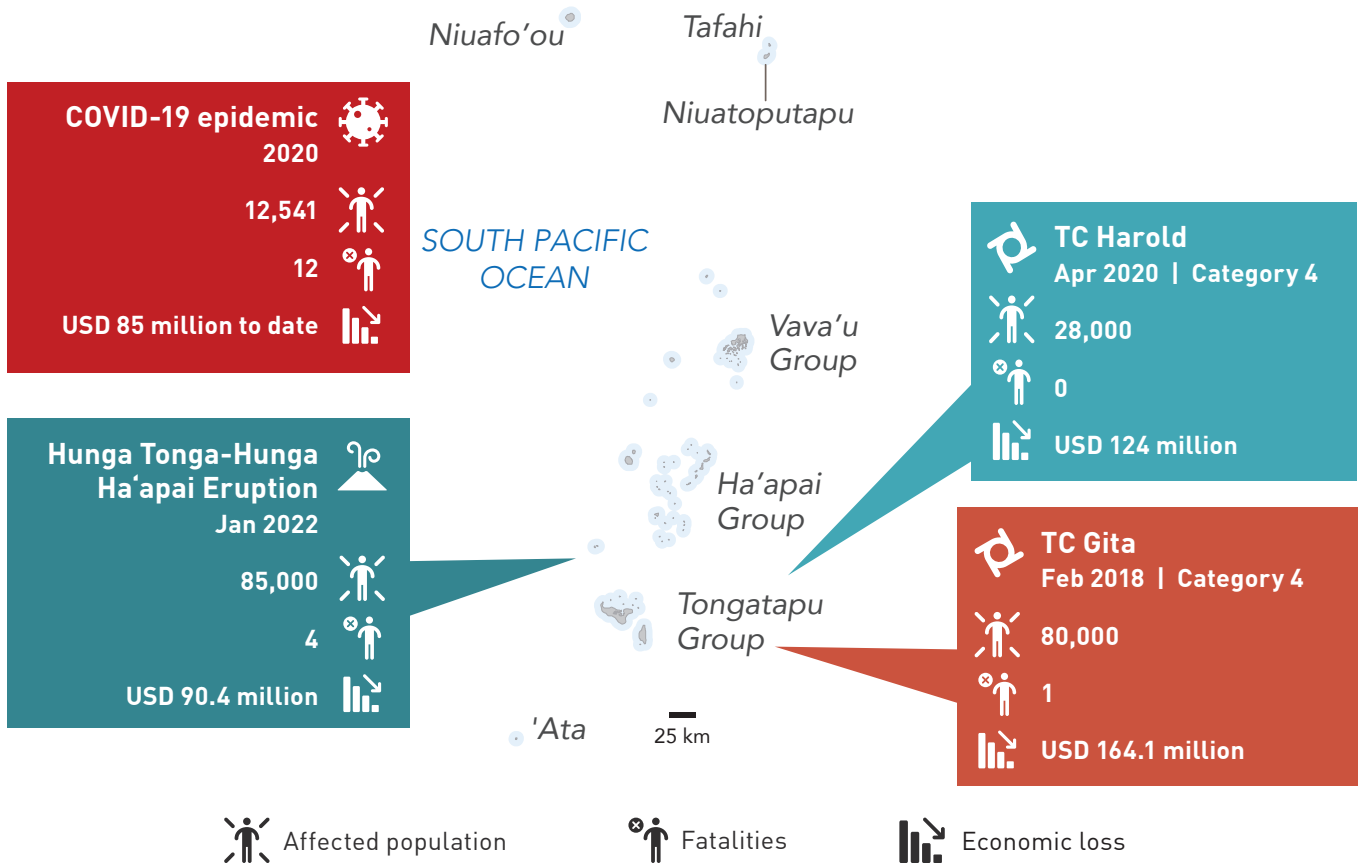 Niuafo'ou
Tafahi
Niuatoputapu
COVID-19 epidemic
2020
12,541
12
USD 85 million to date
SOUTH PACIFIC
OCEAN
TC Harold
Apr 2020 | Category 4
28,000
0
USD 124 million
Vava'u
Group
Hunga Tonga-Hunga
Ha‘apai Eruption
Jan 2022
85,000
4
USD 90.4 million
Ha'apai
Group
Tongatapu
Group
TC Gita
Feb 2018 | Category 4
80,000
1
USD 164.1 million
'Ata
25 km
Affected population
Fatalities
Economic loss